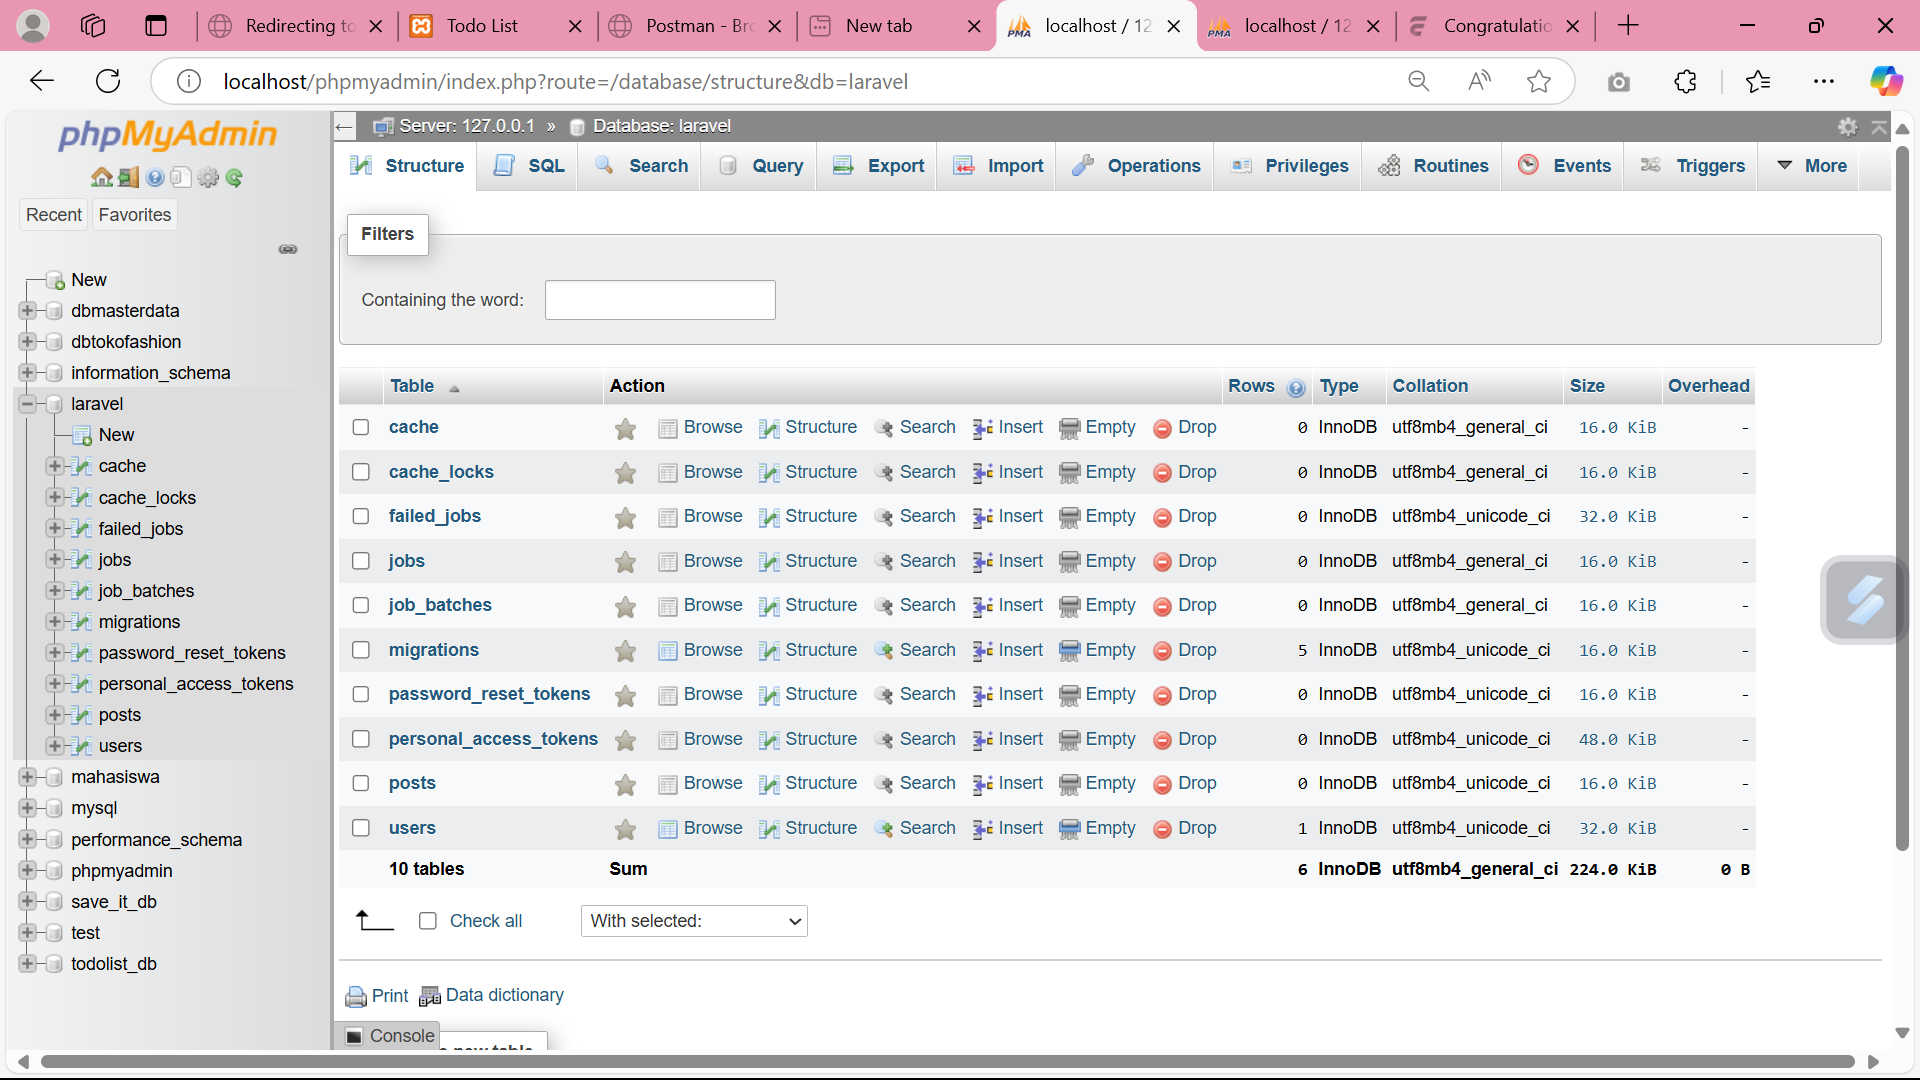 Redirecting to
Todo List
Postman - Bro
New tab
localhost / 12
localhost / 12
Congratulatio
localhost/phpmyadmin/index.php?route=/database/structure&db=laravel
phpMyAdmin
Recent
Favorites
New
dbmasterdata
dbtokofashion
information_schema
laravel
New
cache
cache_locks
failed_jobs
jobs
job_batches
migrations
password_reset_tokens
personal_access_tokens
posts
users
mahasiswa
mysql
performance_schema
phpmyadmin
save_it_db
test
todolist_db
Server: 127.0.0.1 » Database: laravel
Structure SQL Search Query Export Import Operations Privileges Routines Events Triggers More
Filters
Containing the word:
Table Action Rows Type Collation Size Overhead
cache Browse Structure Search Insert Empty Drop 0 InnoDB utf8mb4_general_ci 16.0 KiB -
cache_locks Browse Structure Search Insert Empty Drop 0 InnoDB utf8mb4_general_ci 16.0 KiB -
failed_jobs Browse Structure Search Insert Empty Drop 0 InnoDB utf8mb4_unicode_ci 32.0 KiB -
jobs Browse Structure Search Insert Empty Drop 0 InnoDB utf8mb4_general_ci 16.0 KiB -
job_batches Browse Structure Search Insert Empty Drop 0 InnoDB utf8mb4_general_ci 16.0 KiB -
migrations Browse Structure Search Insert Empty Drop 5 InnoDB utf8mb4_unicode_ci 16.0 KiB -
password_reset_tokens Browse Structure Search Insert Empty Drop 0 InnoDB utf8mb4_unicode_ci 16.0 KiB -
personal_access_tokens Browse Structure Search Insert Empty Drop 0 InnoDB utf8mb4_unicode_ci 48.0 KiB -
posts Browse Structure Search Insert Empty Drop 0 InnoDB utf8mb4_unicode_ci 16.0 KiB -
users Browse Structure Search Insert Empty Drop 1 InnoDB utf8mb4_unicode_ci 32.0 KiB -
10 tables Sum 6 InnoDB utf8mb4_general_ci 224.0 KiB 0 B
Check all
With selected:
Print
Data dictionary
Console
new table